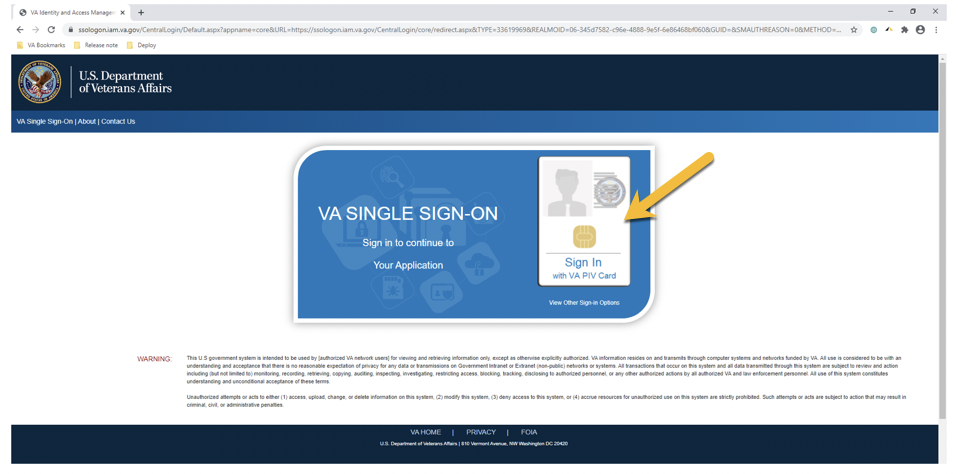 VA Identity and Access Manager
ssologon.iam.va.gov/CentralLogin/Default.aspx?appname=core&URL=https://ssologon.iam.va.gov/CentralLogin/core/redirect.aspx&TYPE=33619969&REALMOID=06-345d7582-c96e-4888-9e5f-6e86468bf060&GUID=&SMAUTHREASON=0&METHOD=...
VA Bookmarks Release note Deploy
U.S. Department
of Veterans Affairs
VA Single Sign-On | About | Contact Us
VA SINGLE SIGN-ON
Sign in to continue to
Your Application
Sign In
with VA PIV Card
View Other Sign-in Options
WARNING: This U.S government system is intended to be used by [authorized VA network users] for viewing and retrieving information only, except as otherwise explicitly authorized. VA information resides on and transmits through computer systems and networks funded by VA. All use is considered to be with an
understanding and acceptance that there is no reasonable expectation of privacy for any data or transmissions on Government Intranet or Extranet (non-public) networks or systems. All transactions that occur on this system and all data transmitted through this system are subject to review and action
including (but not limited to) monitoring, recording, retrieving, copying, auditing, inspecting, investigating, restricting access, blocking, tracking, disclosing to authorized personnel, or any other authorized actions by all authorized VA and law enforcement personnel. All use of this system constitutes
understanding and unconditional acceptance of these terms.
Unauthorized attempts or acts to either (1) access, upload, change, or delete information on this system, (2) modify this system, (3) deny access to this system, or (4) accrue resources for unauthorized use on this system are strictly prohibited. Such attempts or acts are subject to action that may result in
criminal, civil, or administrative penalties.
VA HOME | PRIVACY | FOIA
U.S. Department of Veterans Affairs | 810 Vermont Avenue, NW Washington DC 20420